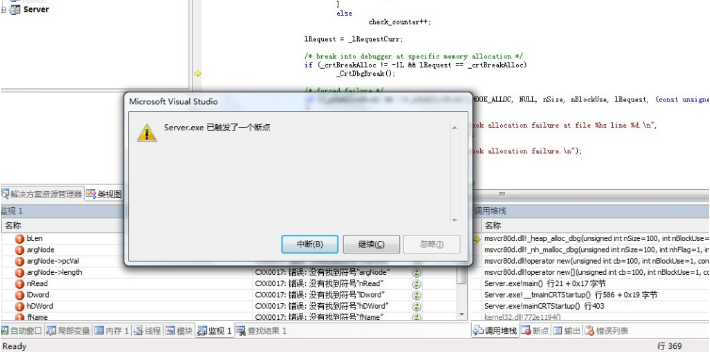 Server
}
else
check_counter++;
lRequest = _lRequestCurr;
/* break into debugger at specific memory allocation */
if (_crtBreakAlloc != -1L && lRequest == _crtBreakAlloc)
_CrtDbgBreak();
/* forced failure */
HOOK_ALLOC, NULL, nSize, nBlockUse, lRequest, (const unsigne
Microsoft Visual Studio
Server.exe 已触发了一个断点
ook allocation failure at file %hs line %d.\n",
ook allocation failure.\n");
中断(B) 继续(C) 忽略(I)
解决方案资源管理器 类视图
监视 1
名称
bLen
argNode
argNode->pcVal
argNode->length CXX0017: 错误: 没有找到符号"argNode"
nRead CXX0017: 错误: 没有找到符号"nRead"
lDword CXX0017: 错误: 没有找到符号"lDword"
hDWord CXX0017: 错误: 没有找到符号"hDWord"
fName CXX0017: 错误: 没有找到符号"fName"
调用堆栈
名称
msvcr80d.dll!_heap_alloc_dbg(unsigned int nSize=100, int nBlockUse=
msvcr80d.dll!_nh_malloc_dbg(unsigned int nSize=100, int nhFlag=1, i
msvcr80d.dll!operator new(unsigned int cb=100, int nBlockUse=1, con
msvcr80d.dll!operator new[](unsigned int cb=100, int nBlockUse=1, c
Server.exe!main() 行21 + 0x17 字节
Server.exe!__tmainCRTStartup() 行586 + 0x19 字节
Server.exe!mainCRTStartup() 行403
kernel32.dll!772e1194()
自动窗口 局部变量 内存 1 线程 模块 监视 1 查找结果 1
调用堆栈 断点 输出 错误列表
Ready
行 369